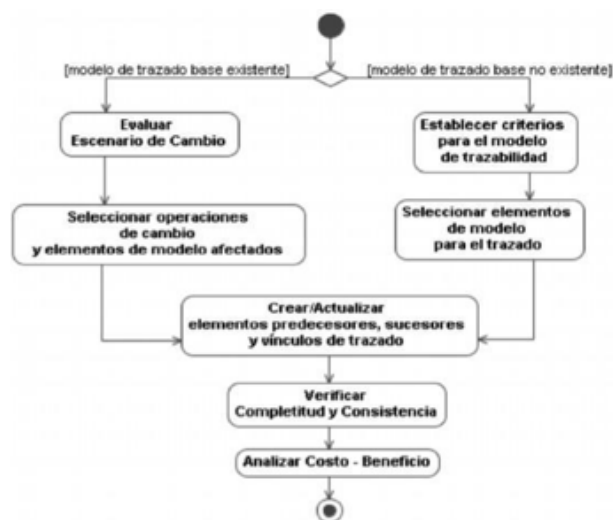 [modelo de trazado base existente]
[modelo de trazado base no existente]
Evaluar
Escenario de Cambio
Establecer criterios
para el modelo
de trazabilidad
Seleccionar operaciones
de cambio
y elementos de modelo afectados
Seleccionar elementos
de modelo
para el trazado
Crear/Actualizar
elementos predecesores, sucesores
y vínculos de trazado
Verificar
Completitud y Consistencia
Analizar Costo - Beneficio